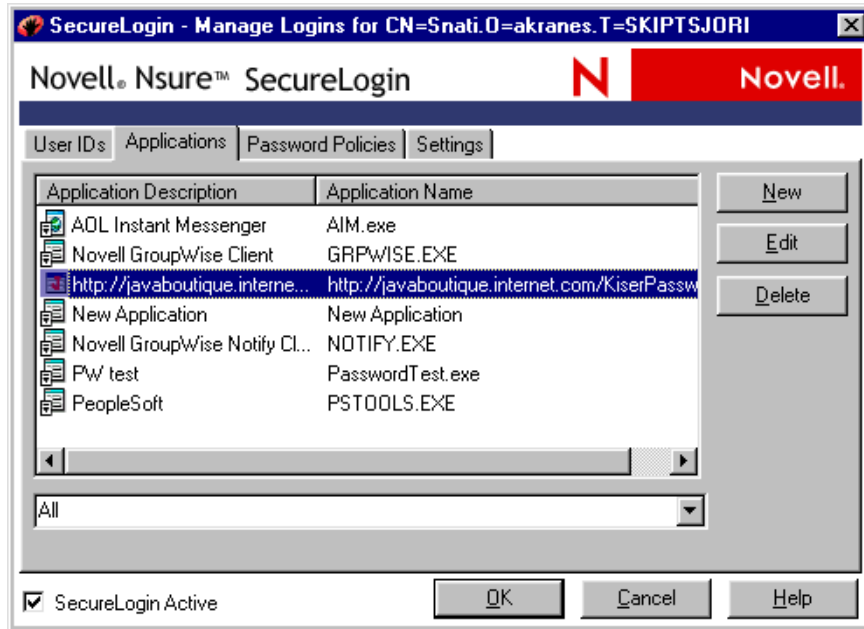 SecureLogin - Manage Logins for CN=Snati.O=akranes.T=SKIPTSJORI
Novell® Nsure™ SecureLogin N Novell.
User IDs Applications Password Policies Settings
Application Description Application Name
AOL Instant Messenger AIM.exe
Novell GroupWise Client GRPWISE.EXE
http://javaboutique.interne... http://javaboutique.internet.com/KiserPassw
New Application New Application
Novell GroupWise Notify Cl... NOTIFY.EXE
PW test PasswordTest.exe
PeopleSoft PSTOOLS.EXE
New
Edit
Delete
All
SecureLogin Active
OK Cancel Help